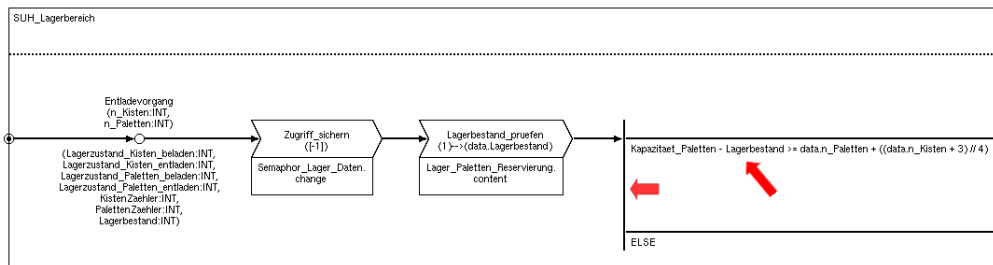 SUH_Lagerbereich
Entladevorgang
(n_Kisten:INT,
n_Paletten:INT)
(Lagerzustand_Kisten_beladen:INT,
Lagerzustand_Kisten_entladen:INT,
Lagerzustand_Paletten_beladen:INT,
Lagerzustand_Paletten_entladen:INT,
KistenZaehler:INT,
PalettenZaehler:INT,
Lagerbestand:INT)
Zugriff_sichern
([-1])
Semaphor_Lager_Daten.
change
Lagerbestand_pruefen
(1)-->(data.Lagerbestand)
Lager_Paletten_Reservierung.
content
Kapazitaet_Paletten - Lagerbestand >= data.n_Paletten + ((data.n_Kisten + 3) // 4)
ELSE